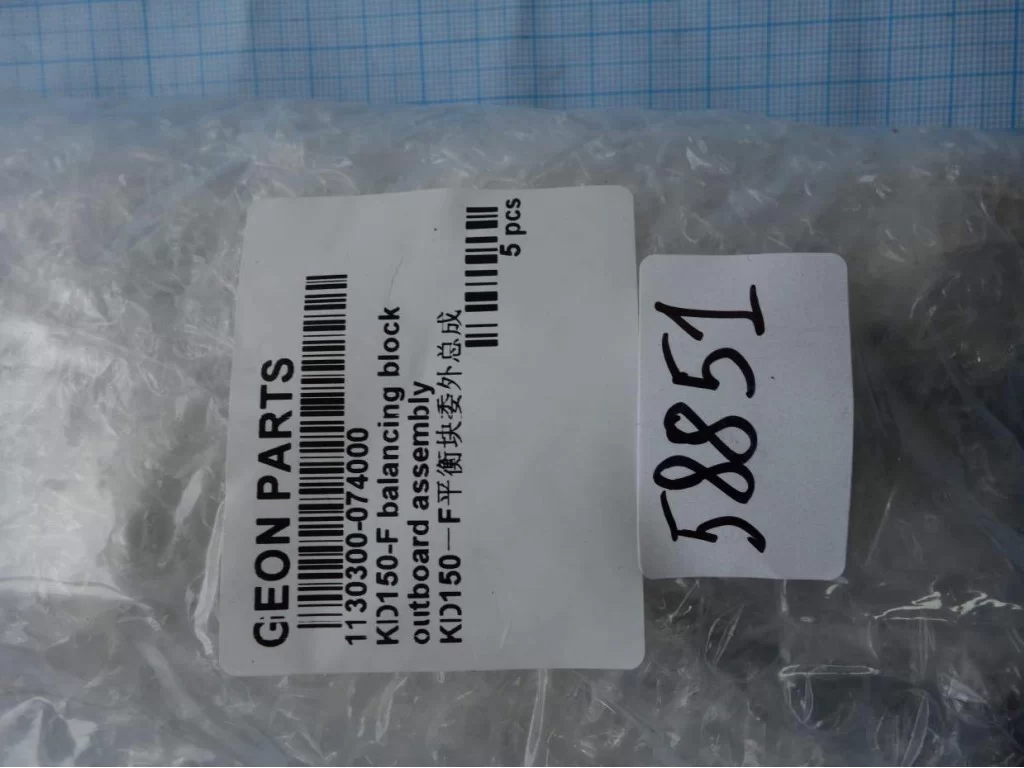 GEON PARTS
1130300-074000
KD150-F balancing block
outboard assembly
KD150—F平衡块委外总成
5 pcs
58851